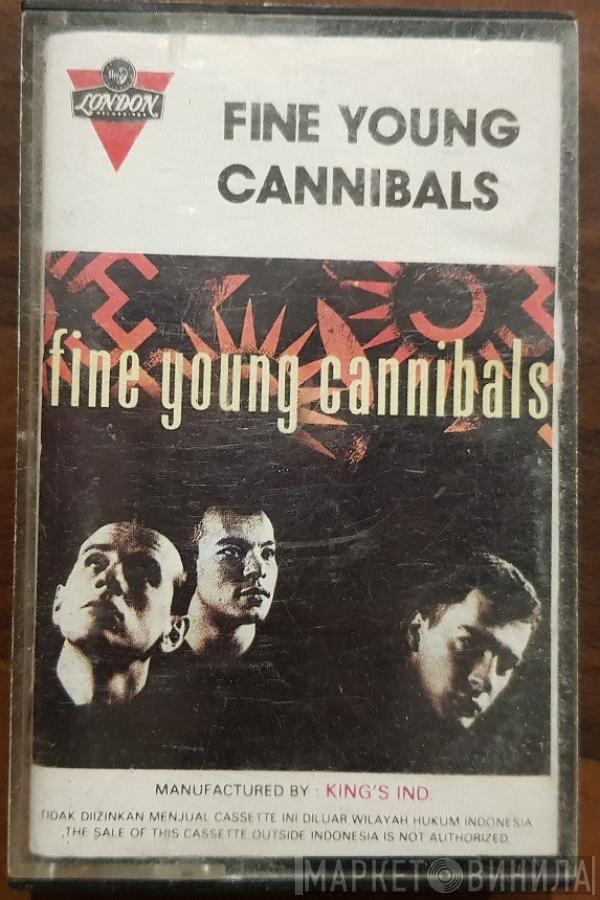 LONDON
RECORDINGS
FINE YOUNG
CANNIBALS
fine young cannibals
MANUFACTURED BY : KING'S IND.
TIDAK DIIZINKAN MENJUAL CASSETTE INI DILUAR WILAYAH HUKUM INDONESIA
THE SALE OF THIS CASSETTE OUTSIDE INDONESIA IS NOT AUTHORIZED.
МАРКЕТ ВИНИЛА